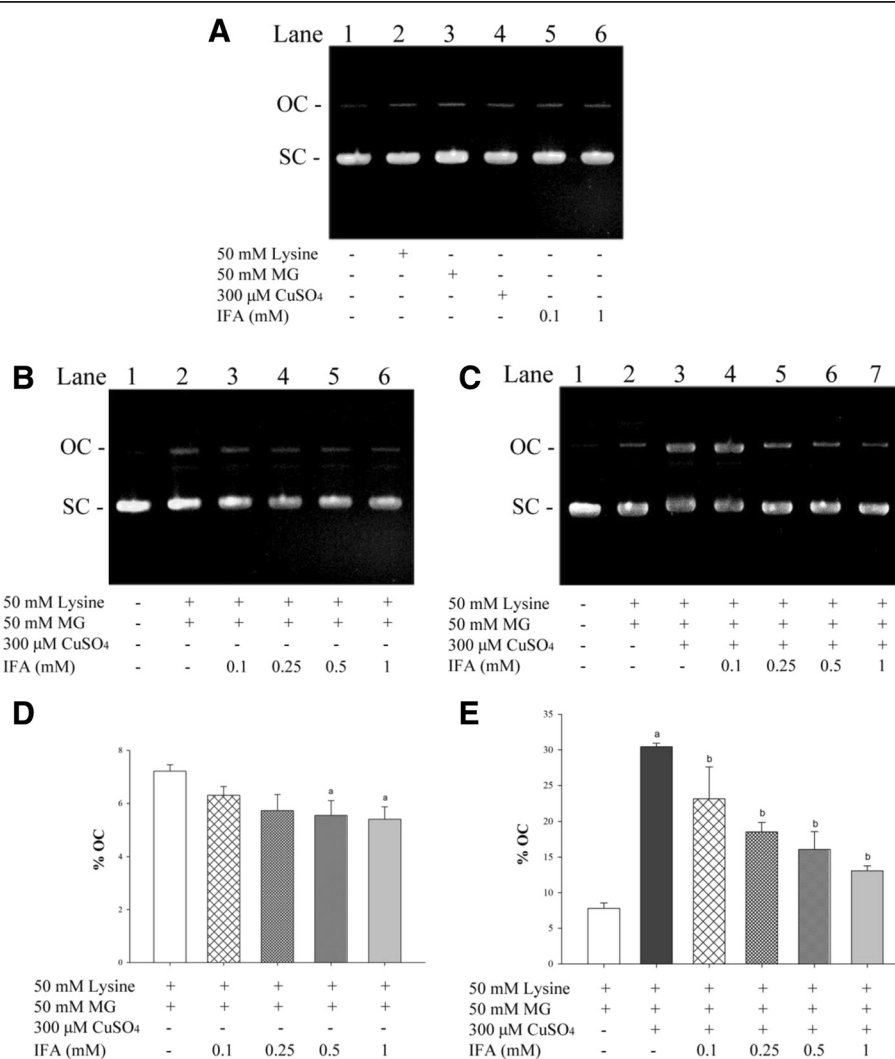 A
Lane 1 2 3 4 5 6
OC -
SC -
50 mM Lysine - + - - - -
50 mM MG - - + - - -
300 μM CuSO4 - - - + - -
IFA (mM) - - - - 0.1 1
B
Lane 1 2 3 4 5 6
OC -
SC -
50 mM Lysine - + + + + +
50 mM MG - + + + + +
300 μM CuSO4 - - - - - -
IFA (mM) - - 0.1 0.25 0.5 1
C
Lane 1 2 3 4 5 6 7
OC -
SC -
50 mM Lysine - + + + + + +
50 mM MG - + + + + + +
300 μM CuSO4 - - + + + + +
IFA (mM) - - - 0.1 0.25 0.5 1
D
8
6
4
2
0
% OC
a a
50 mM Lysine + + + + +
50 mM MG + + + + +
300 μM CuSO4 - - - - -
IFA (mM) - 0.1 0.25 0.5 1
E
35
30
25
20
15
10
5
0
% OC
a b b b b
50 mM Lysine + + + + + +
50 mM MG + + + + + +
300 μM CuSO4 - + + + + +
IFA (mM) - - 0.1 0.25 0.5 1